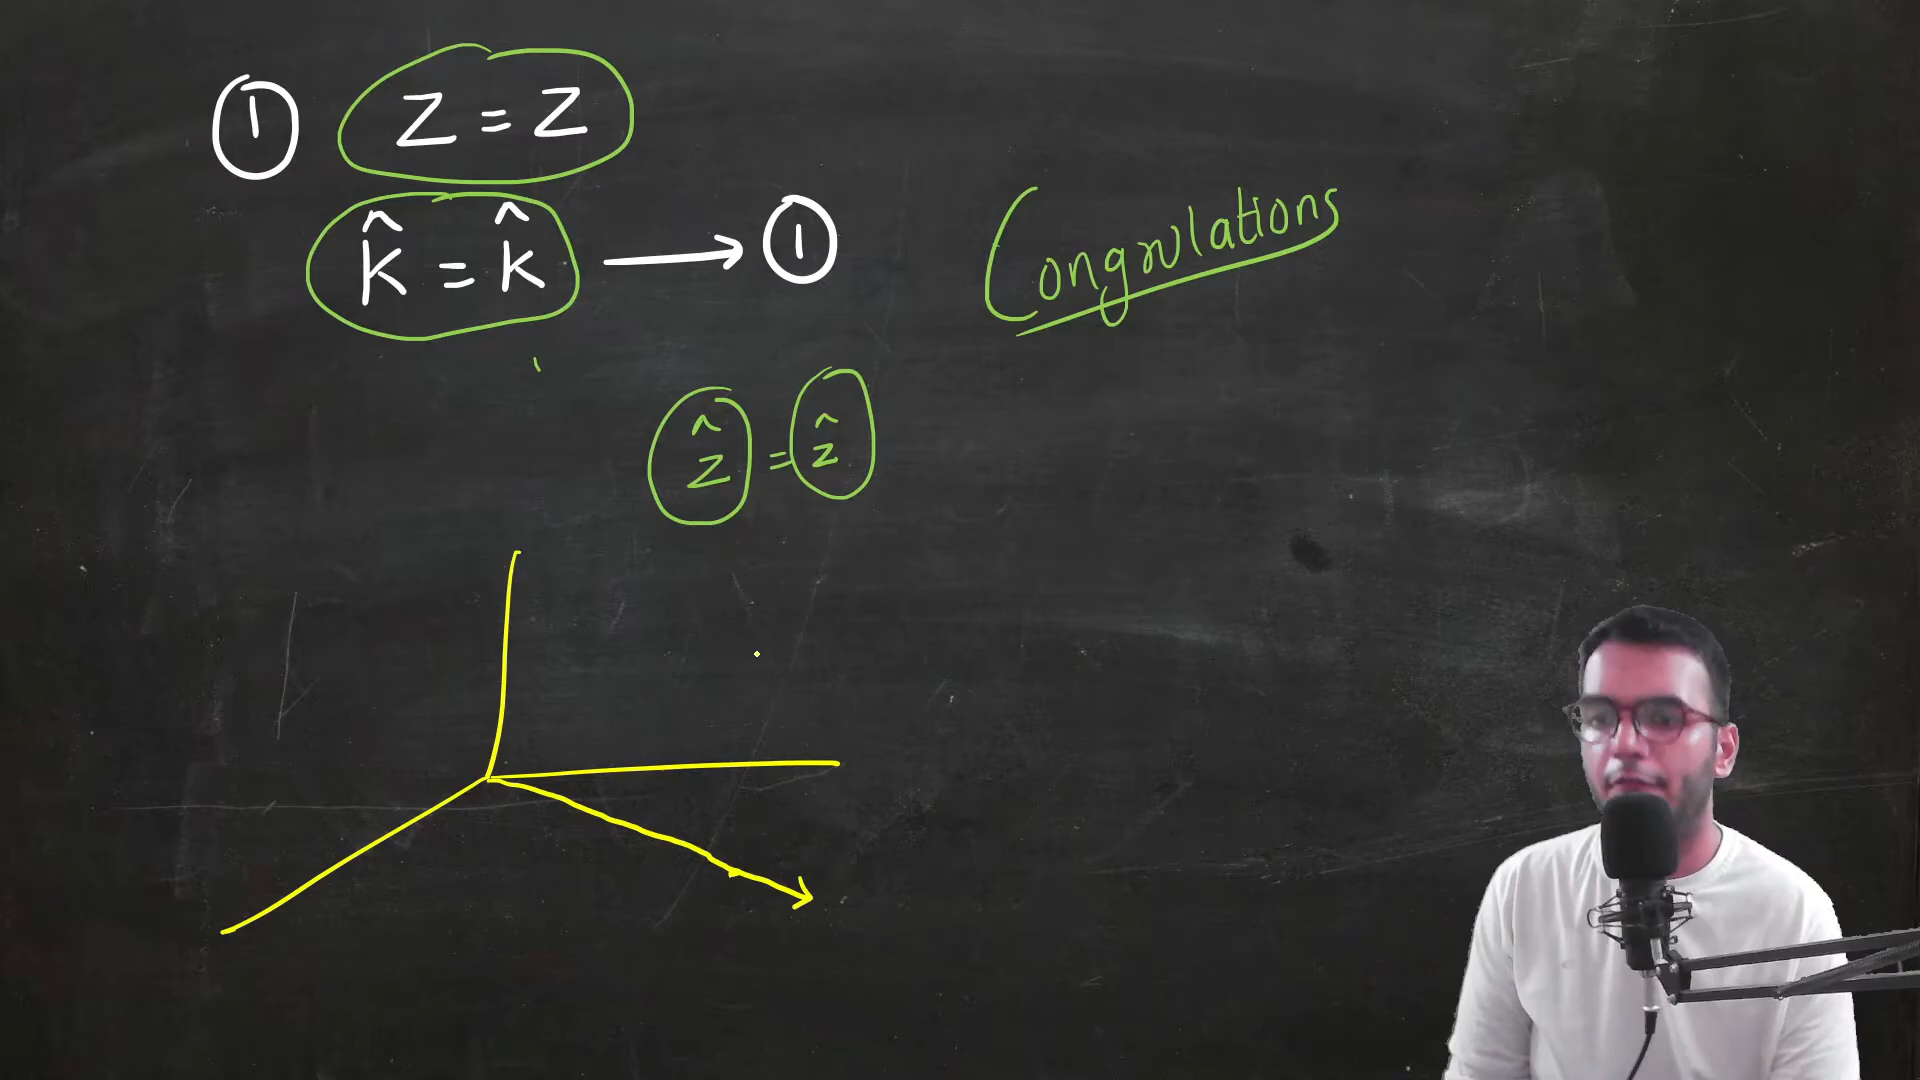 ① Z = Z
k̂ = k̂ → ①
Congrulations
ẑ = ẑ